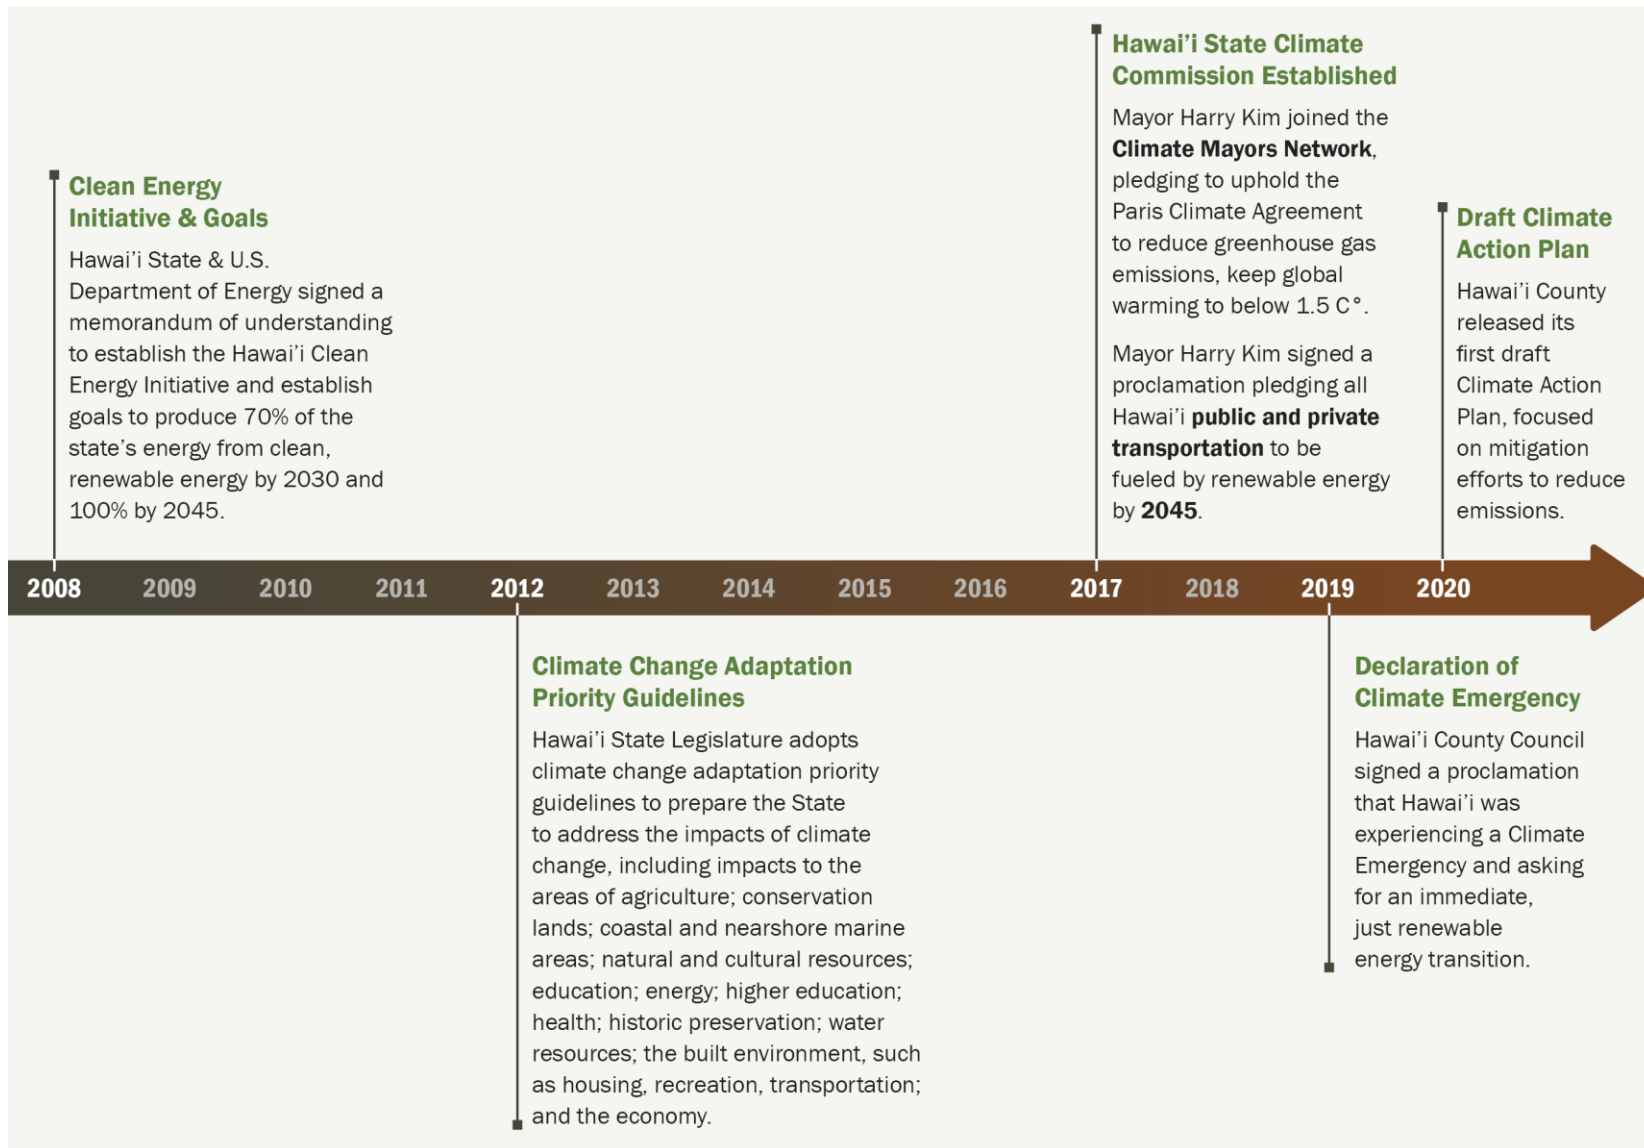 Hawai’i State Climate
Commission Established
Mayor Harry Kim joined the
Climate Mayors Network,
pledging to uphold the
Paris Climate Agreement
to reduce greenhouse gas
emissions, keep global
warming to below 1.5 C°.
Mayor Harry Kim signed a
proclamation pledging all
Hawai’i public and private
transportation to be
fueled by renewable energy
by 2045.
Clean Energy
Initiative & Goals
Hawai’i State & U.S.
Department of Energy signed a
memorandum of understanding
to establish the Hawai’i Clean
Energy Initiative and establish
goals to produce 70% of the
state’s energy from clean,
renewable energy by 2030 and
100% by 2045.
Draft Climate
Action Plan
Hawai’i County
released its
first draft
Climate Action
Plan, focused
on mitigation
efforts to reduce
emissions.
2008 2009 2010 2011 2012 2013 2014 2015 2016 2017 2018 2019 2020
Climate Change Adaptation
Priority Guidelines
Hawai’i State Legislature adopts
climate change adaptation priority
guidelines to prepare the State
to address the impacts of climate
change, including impacts to the
areas of agriculture; conservation
lands; coastal and nearshore marine
areas; natural and cultural resources;
education; energy; higher education;
health; historic preservation; water
resources; the built environment, such
as housing, recreation, transportation;
and the economy.
Declaration of
Climate Emergency
Hawai’i County Council
signed a proclamation
that Hawai’i was
experiencing a Climate
Emergency and asking
for an immediate,
just renewable
energy transition.